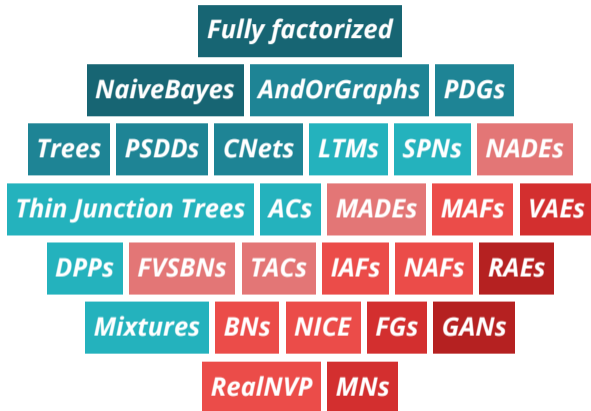 Fully factorized
NaiveBayes AndOrGraphs PDGs
Trees PSDDs CNets LTMs SPNs NADEs
Thin Junction Trees ACs MADEs MAFs VAEs
DPPs FVSBNs TACs IAFs NAFs RAEs
Mixtures BNs NICE FGs GANs
RealNVP MNs